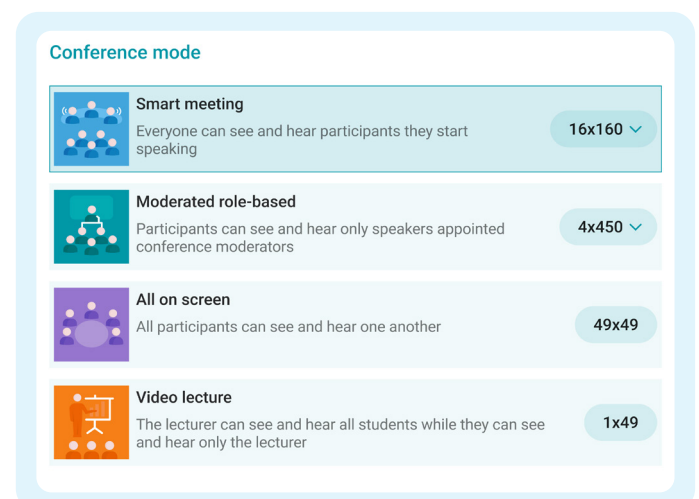 Conference mode
Smart meeting
Everyone can see and hear participants they start
speaking
16x160
Moderated role-based
Participants can see and hear only speakers appointed
conference moderators
4x450
All on screen
All participants can see and hear one another
49x49
Video lecture
The lecturer can see and hear all students while they can see
and hear only the lecturer
1x49